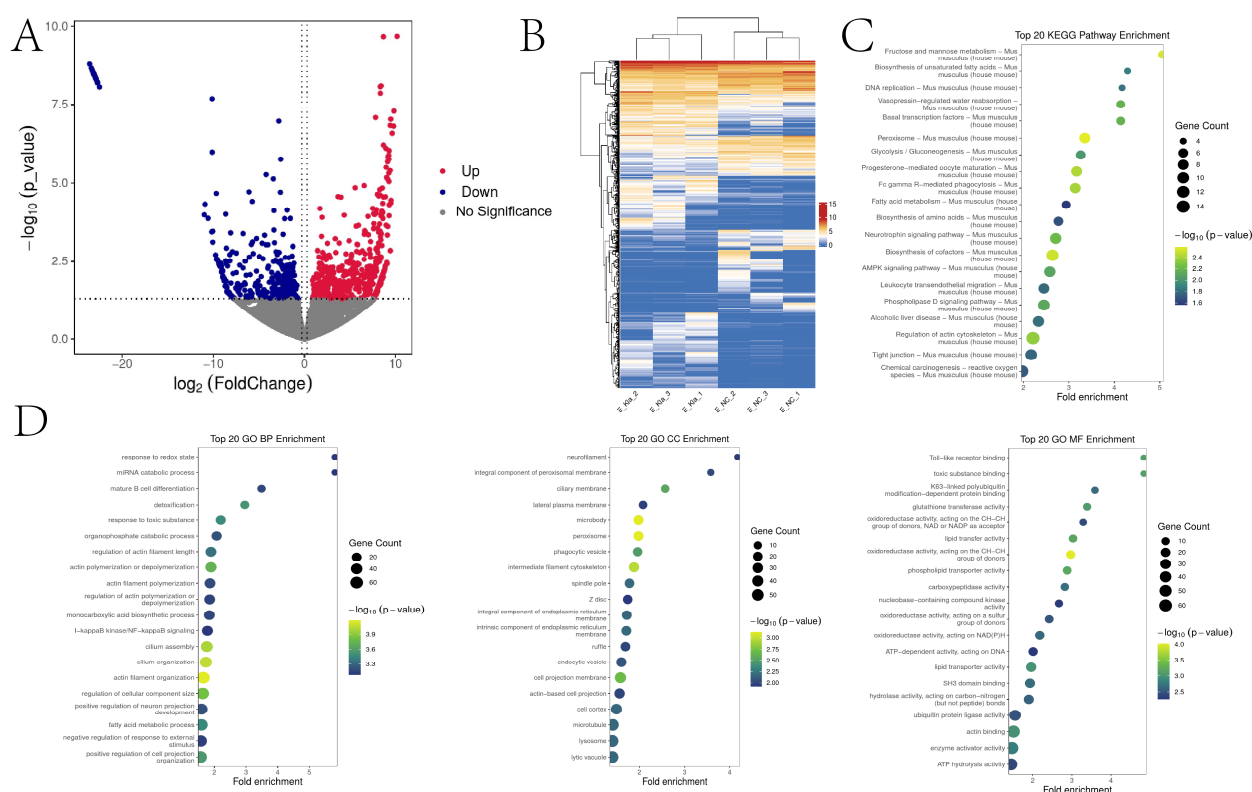 A
10.0
7.5
5.0
2.5
0.0
−20
−10
0
10
−log10 (p_value)
log2 (FoldChange)
Up
Down
No Significance
B
15
10
5
0
E_Kla_2
E_Kla_3
E_Kla_1
E_NC_2
E_NC_3
E_NC_1
C
Top 20 KEGG Pathway Enrichment
Fructose and mannose metabolism − Mus
musculus (house mouse)
Biosynthesis of unsaturated fatty acids − Mus
musculus (house mouse)
DNA replication − Mus musculus (house mouse)
Vasopressin−regulated water reabsorption −
Mus musculus (house mouse)
Basal transcription factors − Mus musculus
(house mouse)
Peroxisome − Mus musculus (house mouse)
Glycolysis / Gluconeogenesis − Mus musculus
(house mouse)
Progesterone−mediated oocyte maturation − Mus
musculus (house mouse)
Fc gamma R−mediated phagocytosis − Mus
musculus (house mouse)
Fatty acid metabolism − Mus musculus (house
mouse)
Biosynthesis of amino acids − Mus musculus
(house mouse)
Neurotrophin signaling pathway − Mus musculus
(house mouse)
Biosynthesis of cofactors − Mus musculus
(house mouse)
AMPK signaling pathway − Mus musculus (house
mouse)
Leukocyte transendothelial migration − Mus
musculus (house mouse)
Phospholipase D signaling pathway − Mus
musculus (house mouse)
Alcoholic liver disease − Mus musculus (house
mouse)
Regulation of actin cytoskeleton − Mus
musculus (house mouse)
Tight junction − Mus musculus (house mouse)
Chemical carcinogenesis − reactive oxygen
species − Mus musculus (house mouse)
2
3
4
5
Fold enrichment
Gene Count
4
6
8
10
12
14
−log10 (p−value)
2.4
2.2
2.0
1.8
1.6
D
Top 20 GO BP Enrichment
response to redox state
miRNA catabolic process
mature B cell differentiation
detoxification
response to toxic substance
organophosphate catabolic process
regulation of actin filament length
actin polymerization or depolymerization
actin filament polymerization
regulation of actin polymerization or
depolymerization
monocarboxylic acid biosynthetic process
I−kappaB kinase/NF−kappaB signaling
cilium assembly
cilium organization
actin filament organization
regulation of cellular component size
positive regulation of neuron projection
development
fatty acid metabolic process
negative regulation of response to external
stimulus
positive regulation of cell projection
organization
2
3
4
5
Fold enrichment
Gene Count
20
40
60
−log10 (p−value)
3.9
3.6
3.3
Top 20 GO CC Enrichment
neurofilament
integral component of peroxisomal membrane
ciliary membrane
lateral plasma membrane
microbody
peroxisome
phagocytic vesicle
intermediate filament cytoskeleton
spindle pole
Z disc
integral component of endoplasmic reticulum
membrane
intrinsic component of endoplasmic reticulum
membrane
ruffle
endocytic vesicle
cell projection membrane
actin−based cell projection
cell cortex
microtubule
lysosome
lytic vacuole
2
3
4
Fold enrichment
Gene Count
10
20
30
40
50
−log10 (p−value)
3.00
2.75
2.50
2.25
2.00
Top 20 GO MF Enrichment
Toll−like receptor binding
toxic substance binding
K63−linked polyubiquitin
modification−dependent protein binding
glutathione transferase activity
oxidoreductase activity, acting on the CH−CH
group of donors, NAD or NADP as acceptor
lipid transfer activity
oxidoreductase activity, acting on the CH−CH
group of donors
phospholipid transporter activity
carboxypeptidase activity
nucleobase−containing compound kinase
activity
oxidoreductase activity, acting on a sulfur
group of donors
oxidoreductase activity, acting on NAD(P)H
ATP−dependent activity, acting on DNA
lipid transporter activity
SH3 domain binding
hydrolase activity, acting on carbon−nitrogen
(but not peptide) bonds
ubiquitin protein ligase activity
actin binding
enzyme activator activity
ATP hydrolysis activity
2
3
4
Fold enrichment
Gene Count
10
20
30
40
50
60
−log10 (p−value)
4.0
3.5
3.0
2.5